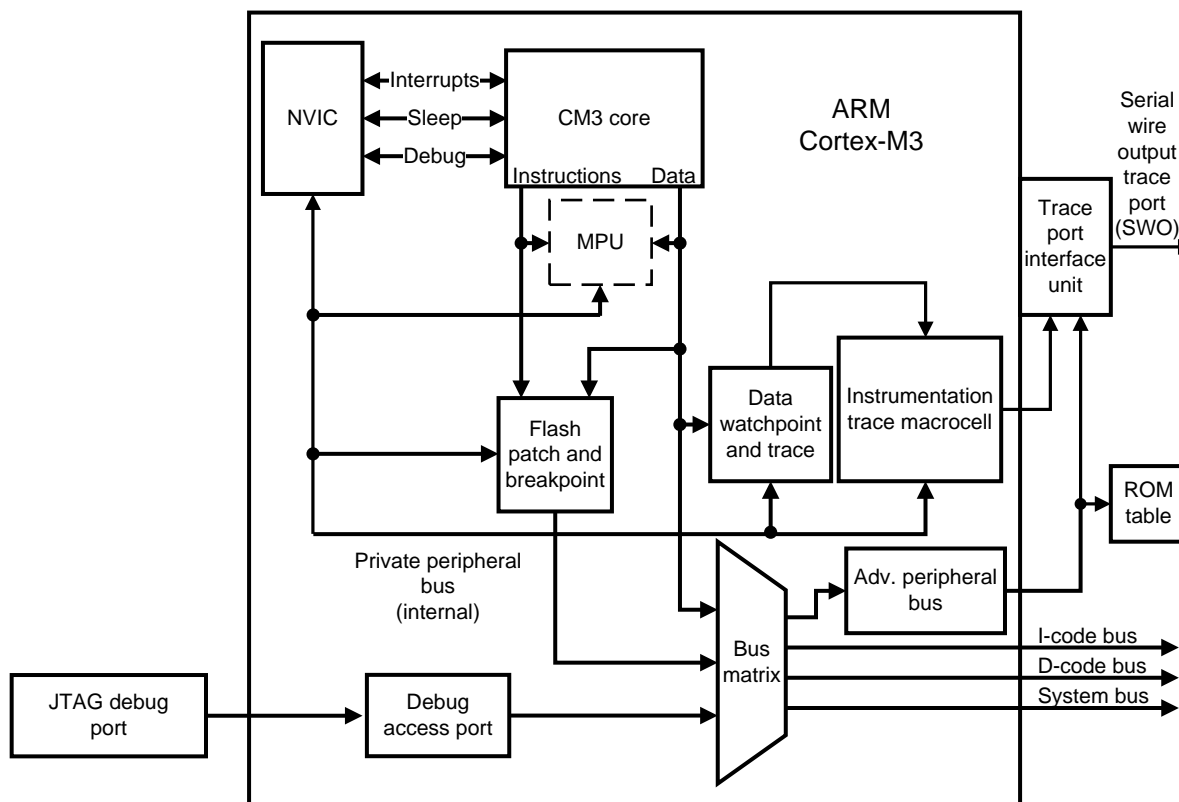 NVIC
Interrupts
Sleep
Debug
CM3 core
Instructions
Data
ARM
Cortex-M3
MPU
Serial
wire
output
trace
port
(SWO)
Trace
port
interface
unit
Flash
patch and
breakpoint
Data
watchpoint
and trace
Instrumentation
trace macrocell
ROM
table
Private peripheral
bus
(internal)
Adv. peripheral
bus
Bus
matrix
I-code bus
D-code bus
System bus
JTAG debug
port
Debug
access port